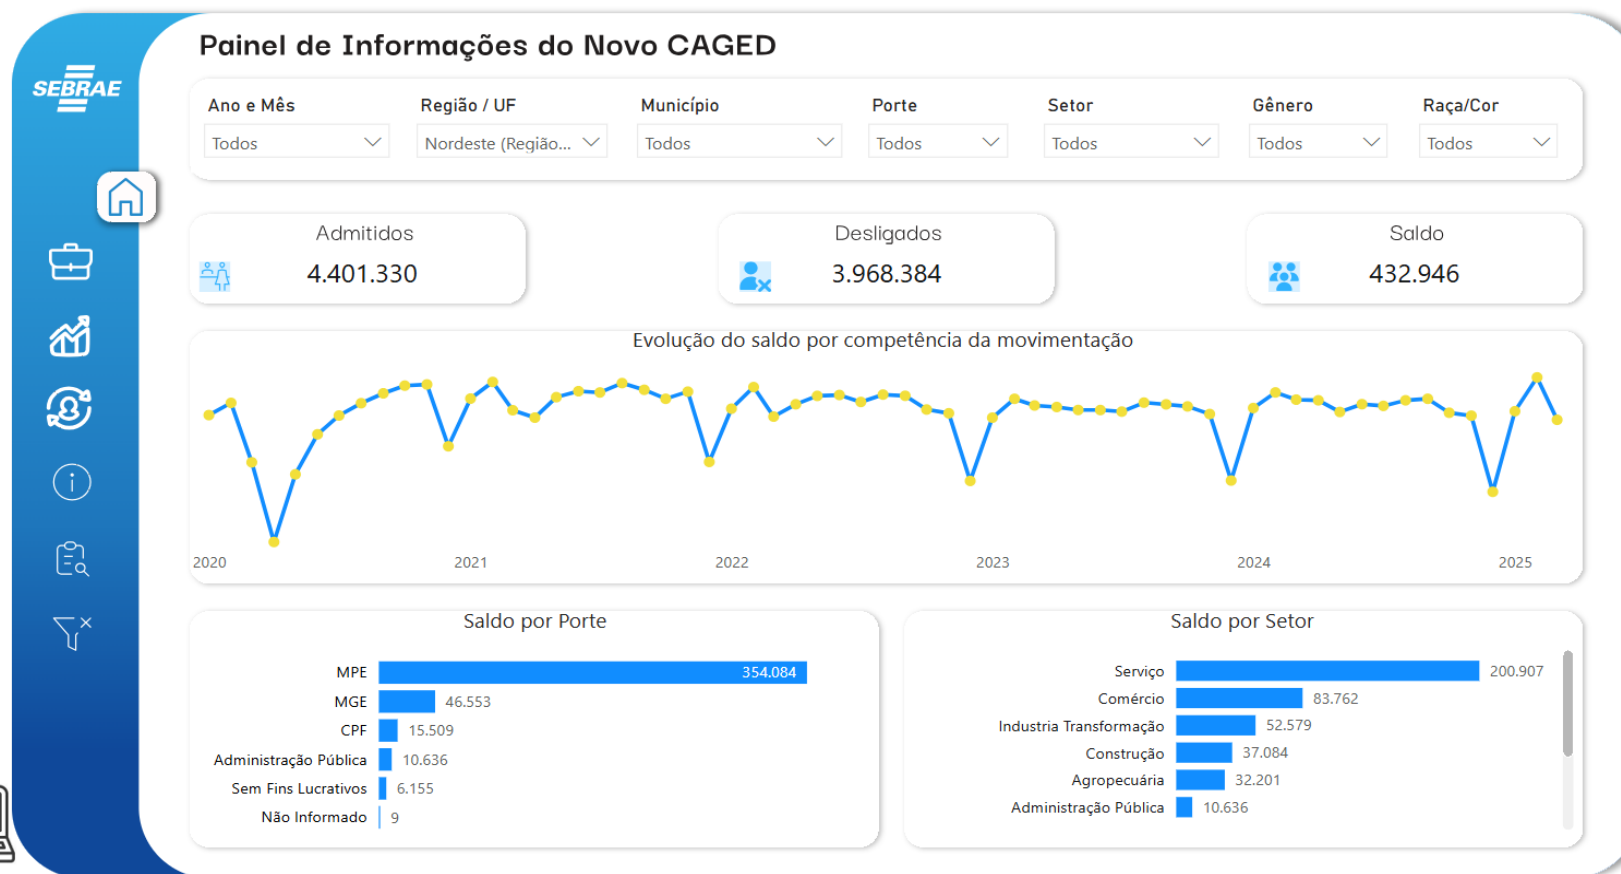 Painel de Informações do Novo CAGED
SEBRAE
Ano e Mês
Região / UF
Município
Porte
Setor
Gênero
Raça/Cor
Todos
Nordeste (Região...
Todos
Todos
Todos
Todos
Todos
Admitidos
4.401.330
Desligados
3.968.384
Saldo
432.946
Evolução do saldo por competência da movimentação
2020
2021
2022
2023
2024
2025
Saldo por Porte
MPE
354.084
MGE
46.553
CPF
15.509
Administração Pública
10.636
Sem Fins Lucrativos
6.155
Não Informado
9
Saldo por Setor
Serviço
200.907
Comércio
83.762
Industria Transformação
52.579
Construção
37.084
Agropecuária
32.201
Administração Pública
10.636